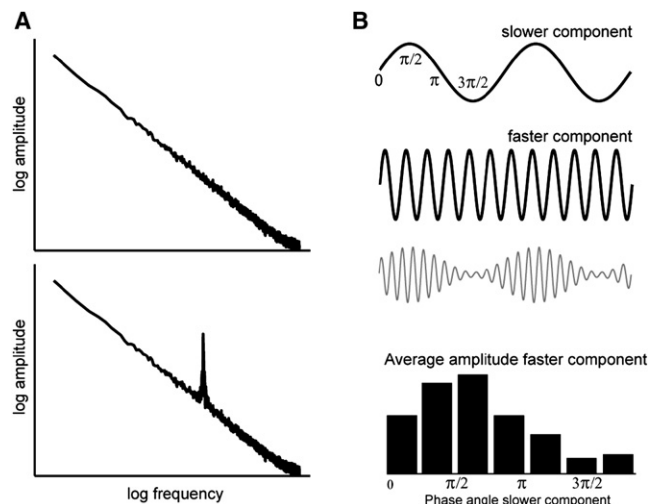 A
log amplitude
log amplitude
log frequency
B
slower component
0 π/2 π 3π/2
faster component
Average amplitude faster component
0 π/2 π 3π/2
Phase angle slower component